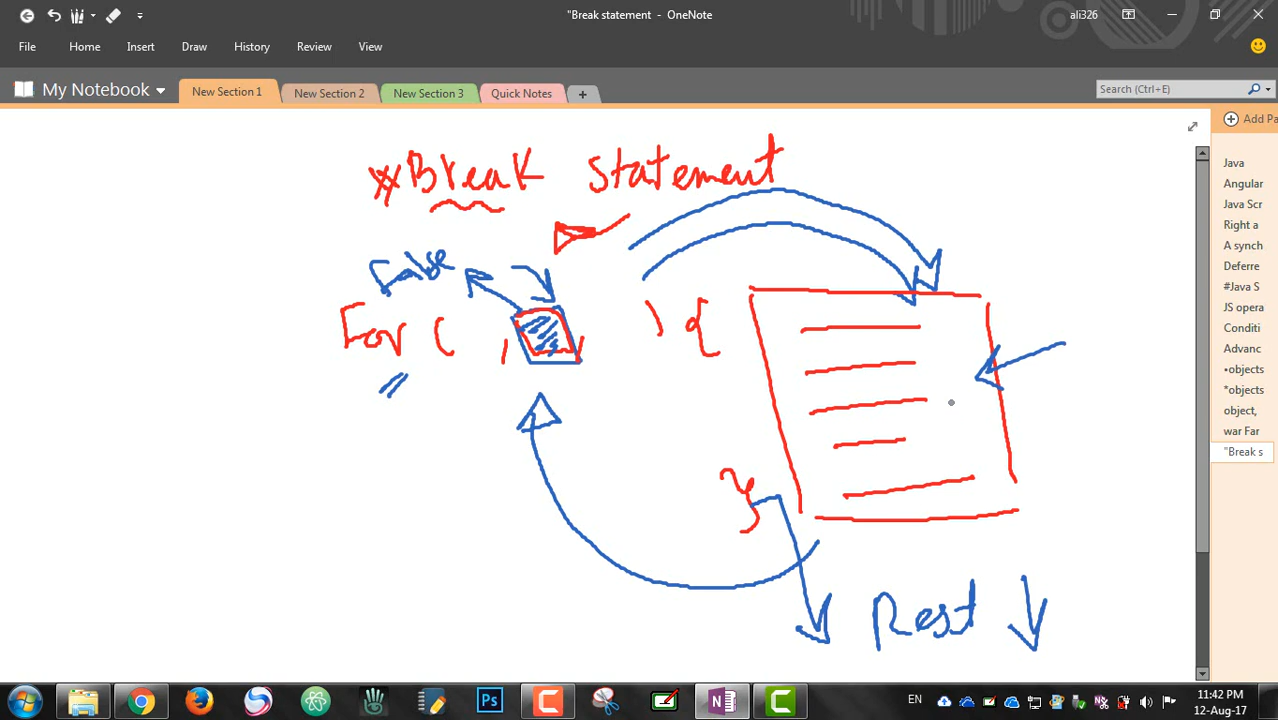 "Break statement - OneNote
ali326
File Home Insert Draw History Review View
My Notebook New Section 1 New Section 2 New Section 3 Quick Notes +
Search (Ctrl+E)
Add Pa
Java
Angular
Java Scr
Right a
A synch
Deferre
#Java S
JS opera
Conditi
Advanc
•objects
*objects
object,
war Far
"Break s
Break statement
False
For ( ) {
}
Rest
Ps
EN
11:42 PM
12-Aug-17